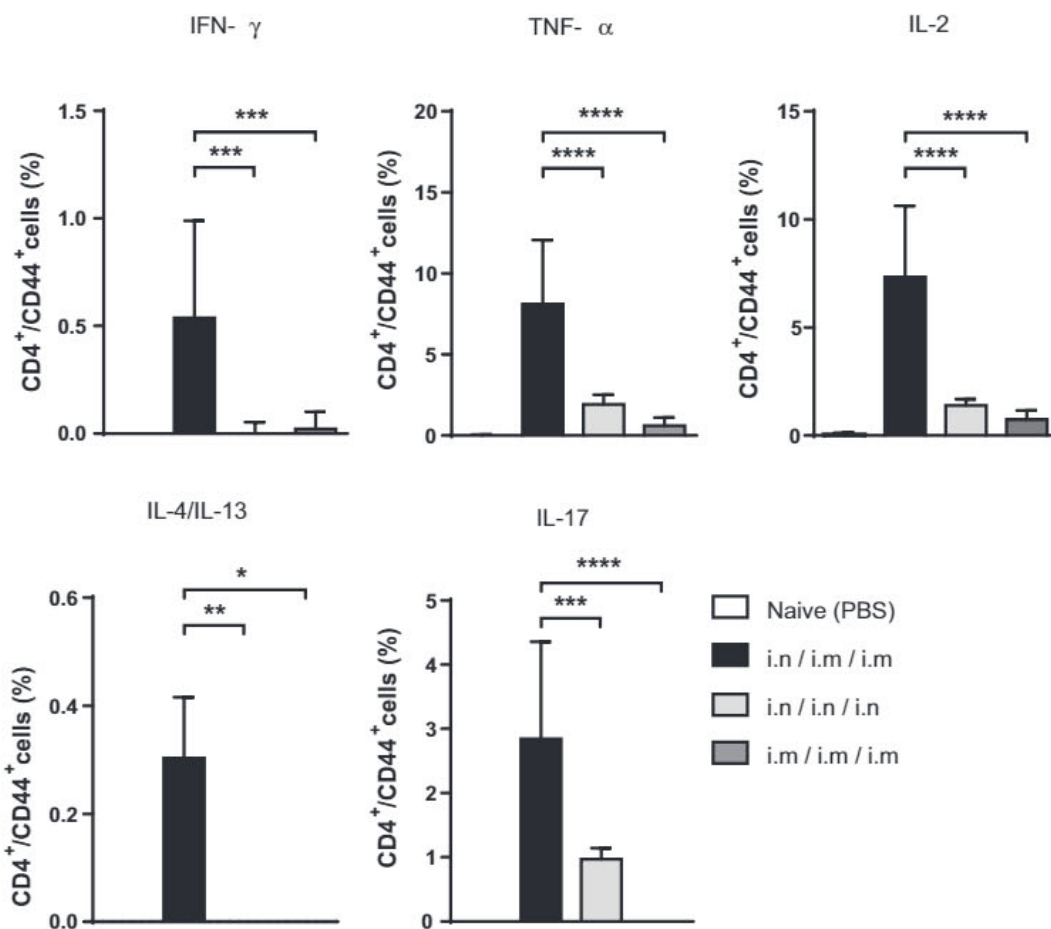 IFN- γ
TNF- α
IL-2
CD4+/CD44+cells (%)
1.5
1.0
0.5
0.0
***
***
CD4+/CD44+cells (%)
20
15
10
5
0
****
****
CD4+/CD44+cells (%)
15
10
5
0
****
****
IL-4/IL-13
IL-17
CD4+/CD44+cells (%)
0.6
0.4
0.2
0.0
*
**
CD4+/CD44+cells (%)
5
4
3
2
1
0
****
***
Naive (PBS)
i.n / i.m / i.m
i.n / i.n / i.n
i.m / i.m / i.m